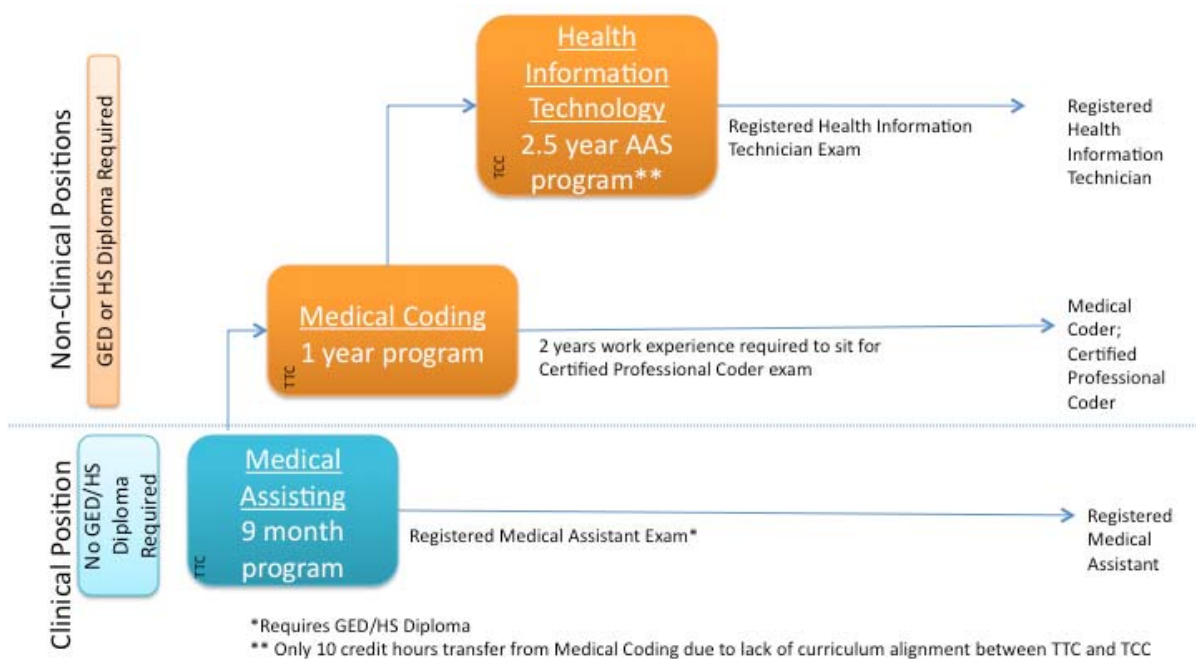 Non-Clinical Positions
GED or HS Diploma Required
Health
Information
Technology
2.5 year AAS
program**
TCC
Registered Health Information
Technician Exam
Registered
Health
Information
Technician
Medical Coding
1 year program
TTC
2 years work experience required to sit for
Certified Professional Coder exam
Medical
Coder;
Certified
Professional
Coder
Clinical Position
No GED/HS
Diploma
Required
Medical
Assisting
9 month
program
TTC
Registered Medical Assistant Exam*
Registered
Medical
Assistant
*Requires GED/HS Diploma
** Only 10 credit hours transfer from Medical Coding due to lack of curriculum alignment between TTC and TCC